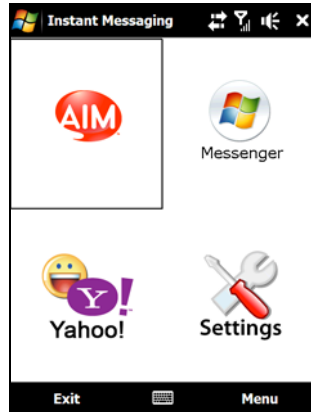 Instant Messaging
AIM
Messenger
Y!
Yahoo!
Settings
Exit
Menu